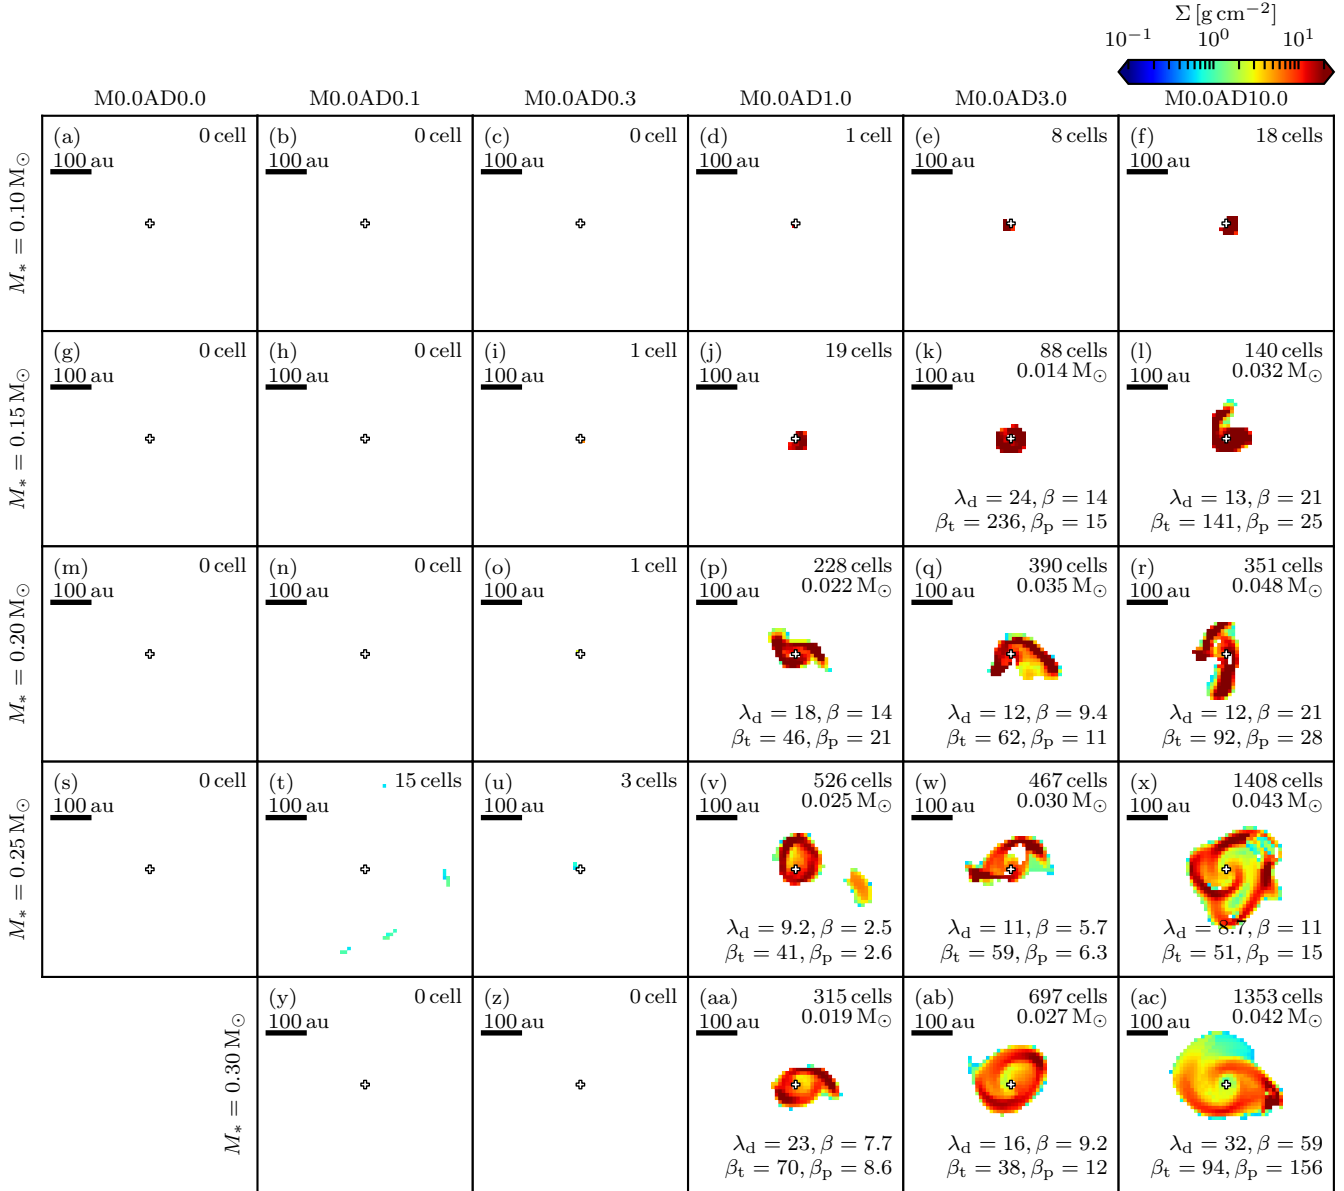 Σ [g cm⁻²]
10⁻¹ 10⁰ 10¹
M0.0AD0.0 M0.0AD0.1 M0.0AD0.3 M0.0AD1.0 M0.0AD3.0 M0.0AD10.0
M* = 0.10 M⊙
(a) 0 cell
100 au
(b) 0 cell
100 au
(c) 0 cell
100 au
(d) 1 cell
100 au
(e) 8 cells
100 au
(f) 18 cells
100 au
M* = 0.15 M⊙
(g) 0 cell
100 au
(h) 0 cell
100 au
(i) 1 cell
100 au
(j) 19 cells
100 au
(k) 88 cells
100 au 0.014 M⊙
λd = 24, β = 14
βt = 236, βp = 15
(l) 140 cells
100 au 0.032 M⊙
λd = 13, β = 21
βt = 141, βp = 25
M* = 0.20 M⊙
(m) 0 cell
100 au
(n) 0 cell
100 au
(o) 1 cell
100 au
(p) 228 cells
100 au 0.022 M⊙
λd = 18, β = 14
βt = 46, βp = 21
(q) 390 cells
100 au 0.035 M⊙
λd = 12, β = 9.4
βt = 62, βp = 11
(r) 351 cells
100 au 0.048 M⊙
λd = 12, β = 21
βt = 92, βp = 28
M* = 0.25 M⊙
(s) 0 cell
100 au
(t) 15 cells
100 au
(u) 3 cells
100 au
(v) 526 cells
100 au 0.025 M⊙
λd = 9.2, β = 2.5
βt = 41, βp = 2.6
(w) 467 cells
100 au 0.030 M⊙
λd = 11, β = 5.7
βt = 59, βp = 6.3
(x) 1408 cells
100 au 0.043 M⊙
λd = 8.7, β = 11
βt = 51, βp = 15
M* = 0.30 M⊙
(y) 0 cell
100 au
(z) 0 cell
100 au
(aa) 315 cells
100 au 0.019 M⊙
λd = 23, β = 7.7
βt = 70, βp = 8.6
(ab) 697 cells
100 au 0.027 M⊙
λd = 16, β = 9.2
βt = 38, βp = 12
(ac) 1353 cells
100 au 0.042 M⊙
λd = 32, β = 59
βt = 94, βp = 156